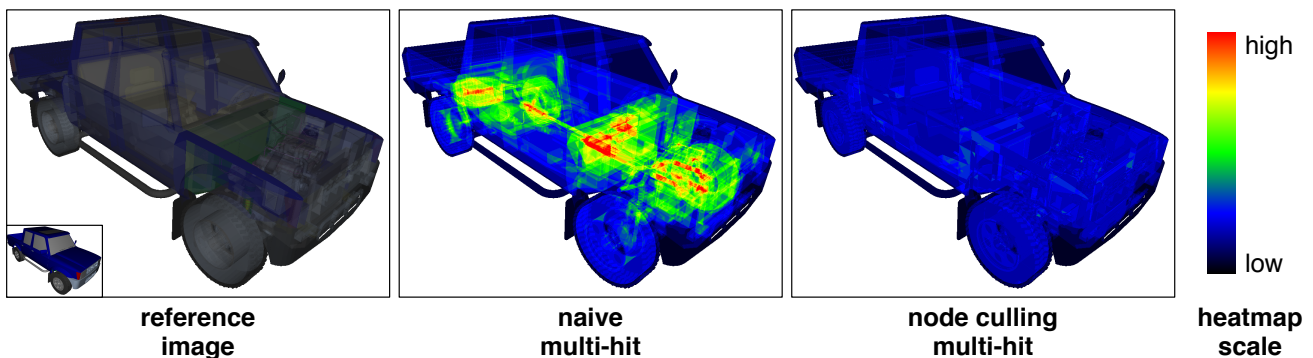 high
low
reference
image
naive
multi-hit
node culling
multi-hit
heatmap
scale